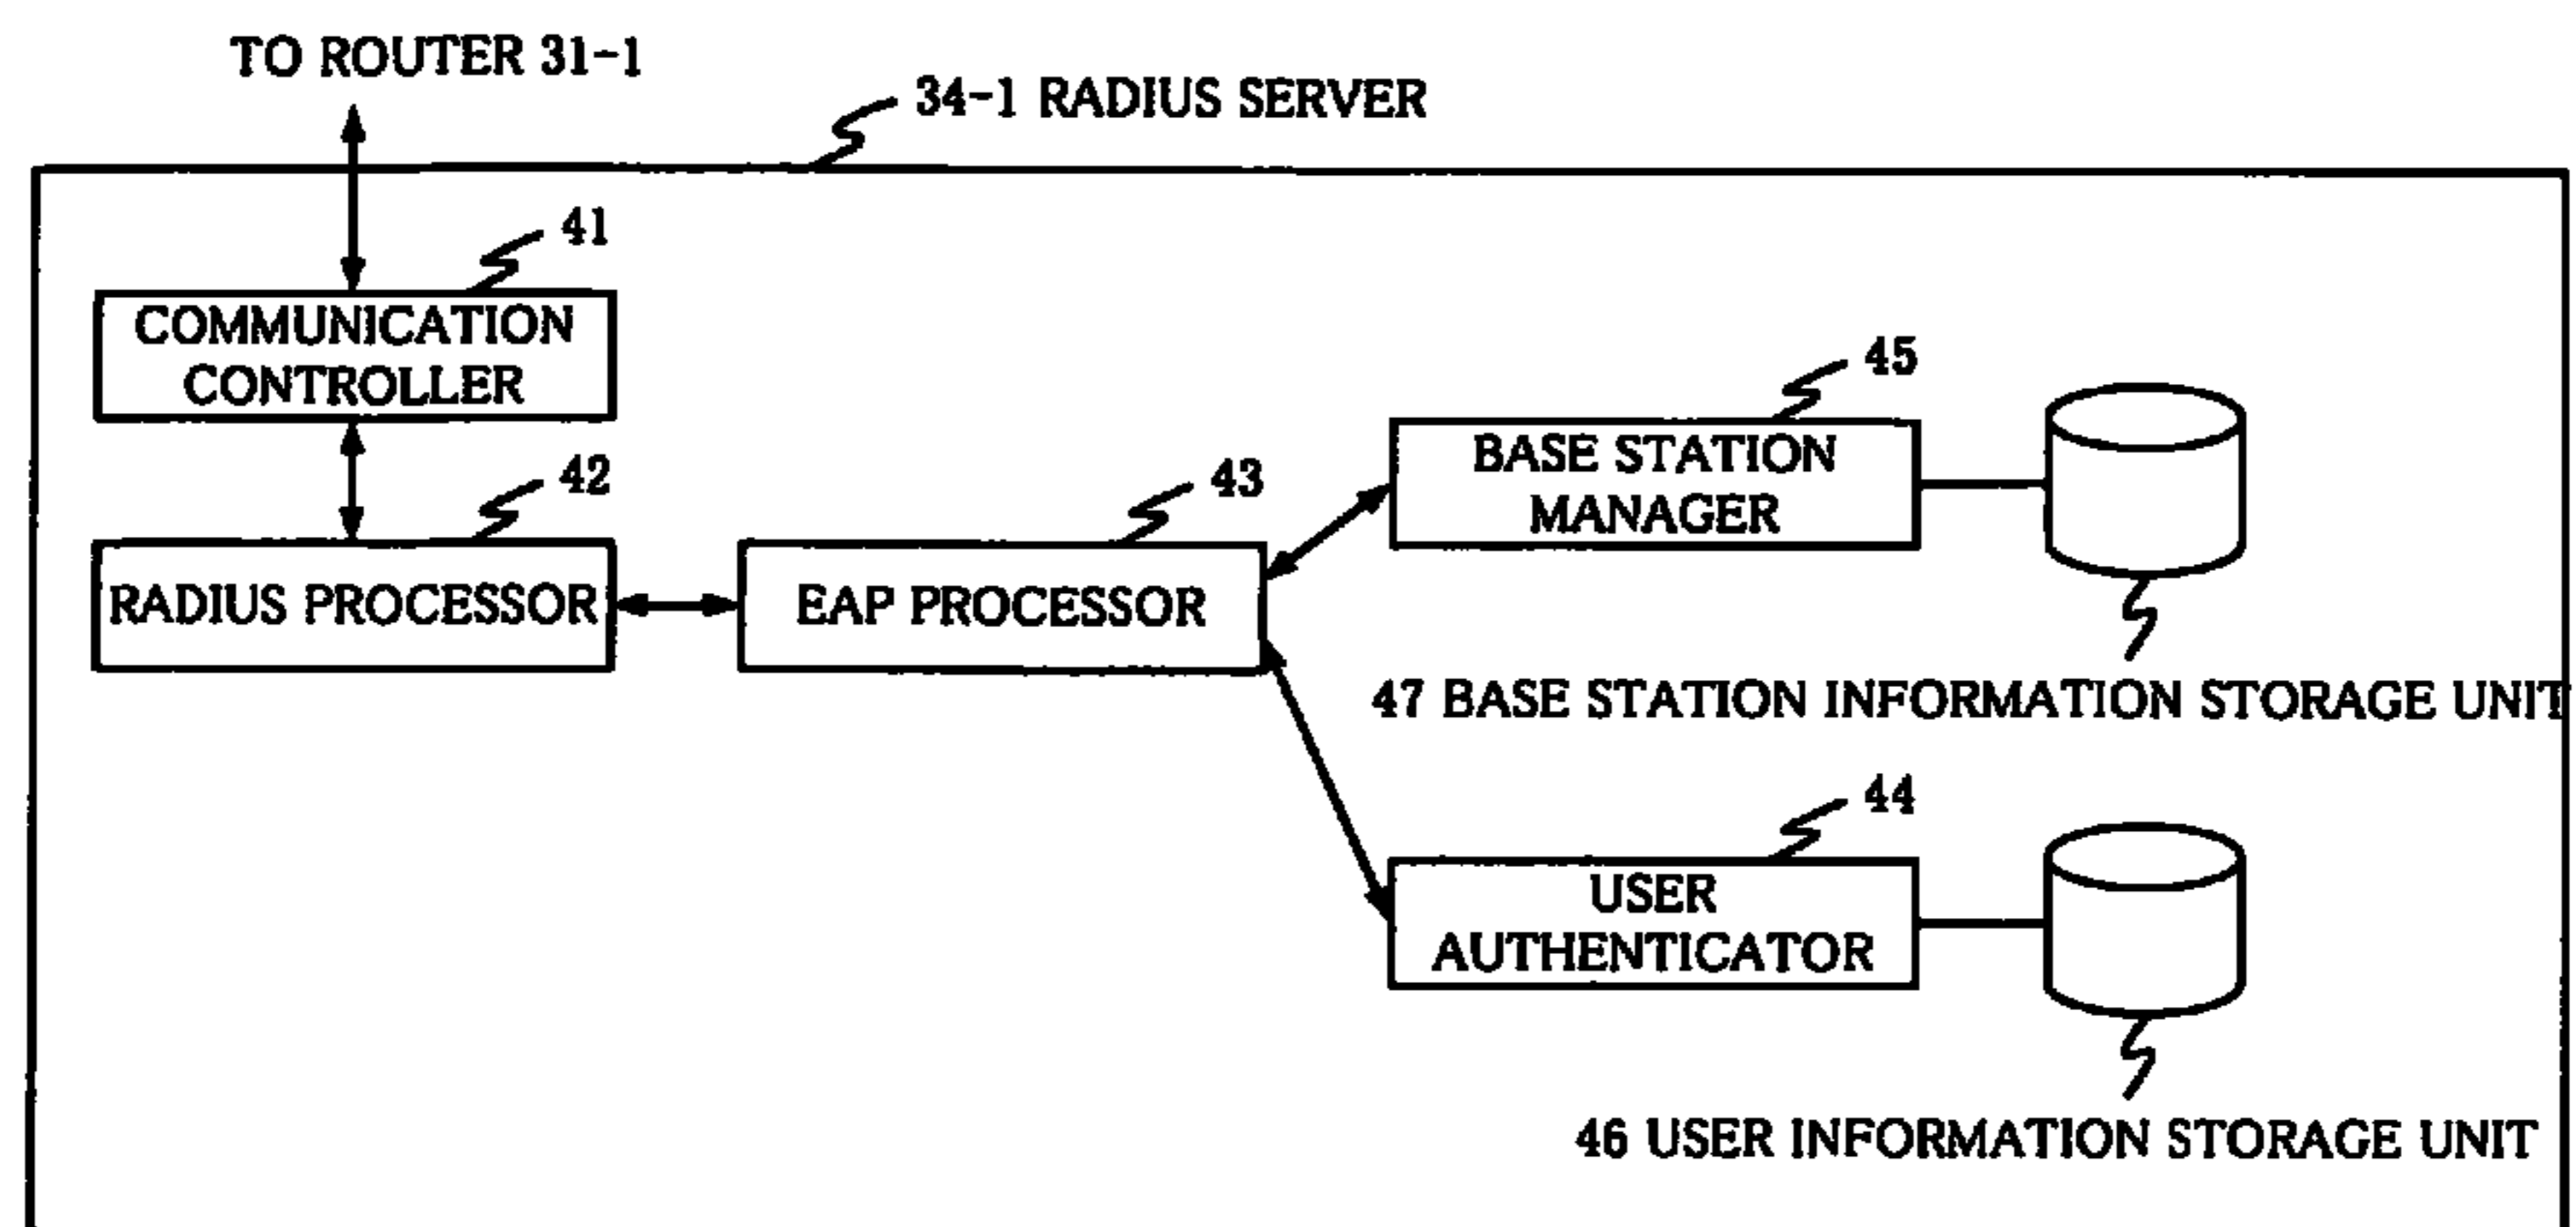 TO ROUTER 31-1
34-1 RADIUS SERVER
41
COMMUNICATION
CONTROLLER
42
RADIUS PROCESSOR
43
EAP PROCESSOR
45
BASE STATION
MANAGER
47 BASE STATION INFORMATION STORAGE UNIT
44
USER
AUTHENTICATOR
46 USER INFORMATION STORAGE UNIT